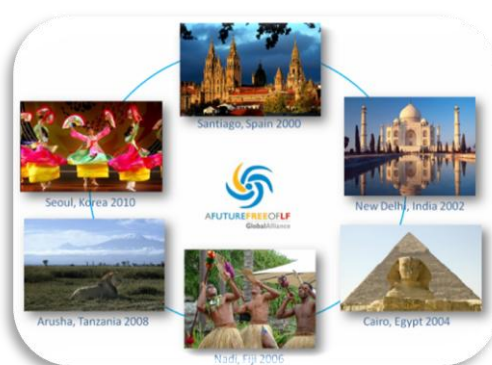 Santiago, Spain 2000
New Delhi, India 2002
Cairo, Egypt 2004
Nadi, Fiji 2006
Arusha, Tanzania 2008
Seoul, Korea 2010
AFUTUREFREEOFLF
GlobalAlliance